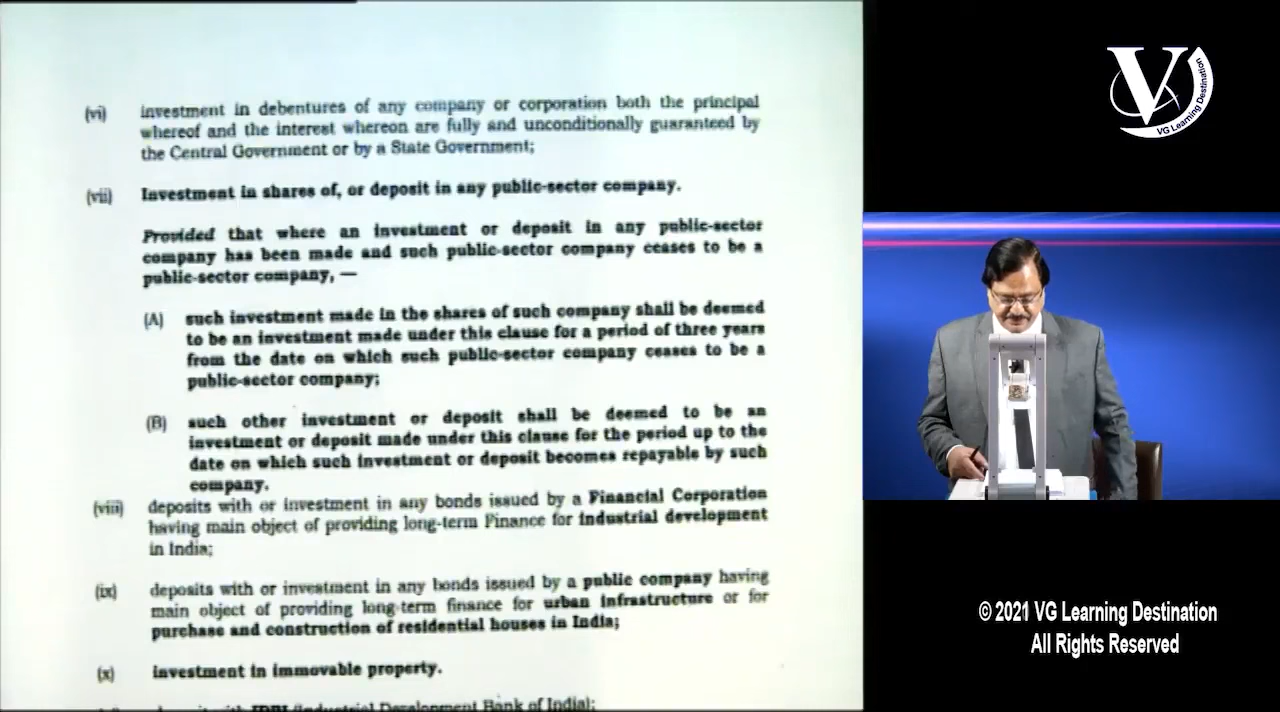 (vi) investment in debentures of any company or corporation both the principal
whereof and the interest whereon are fully and unconditionally guaranteed by
the Central Government or by a State Government;
(vii) Investment in shares of, or deposit in any public-sector company.
Provided that where an investment or deposit in any public-sector
company has been made and such public-sector company ceases to be a
public-sector company, —
(A) such investment made in the shares of such company shall be deemed
to be an investment made under this clause for a period of three years
from the date on which such public-sector company ceases to be a
public-sector company;
(B) such other investment or deposit shall be deemed to be an
investment or deposit made under this clause for the period up to the
date on which such investment or deposit becomes repayable by such
company.
(viii) deposits with or investment in any bonds issued by a Financial Corporation
having main object of providing long-term Finance for industrial development
in India;
(ix) deposits with or investment in any bonds issued by a public company having
main object of providing long-term finance for urban infrastructure or for
purchase and construction of residential houses in India;
(x) investment in immovable property.
deposit with IDBI (Industrial Development Bank of India);
V
VG Learning Destination
© 2021 VG Learning Destination
All Rights Reserved